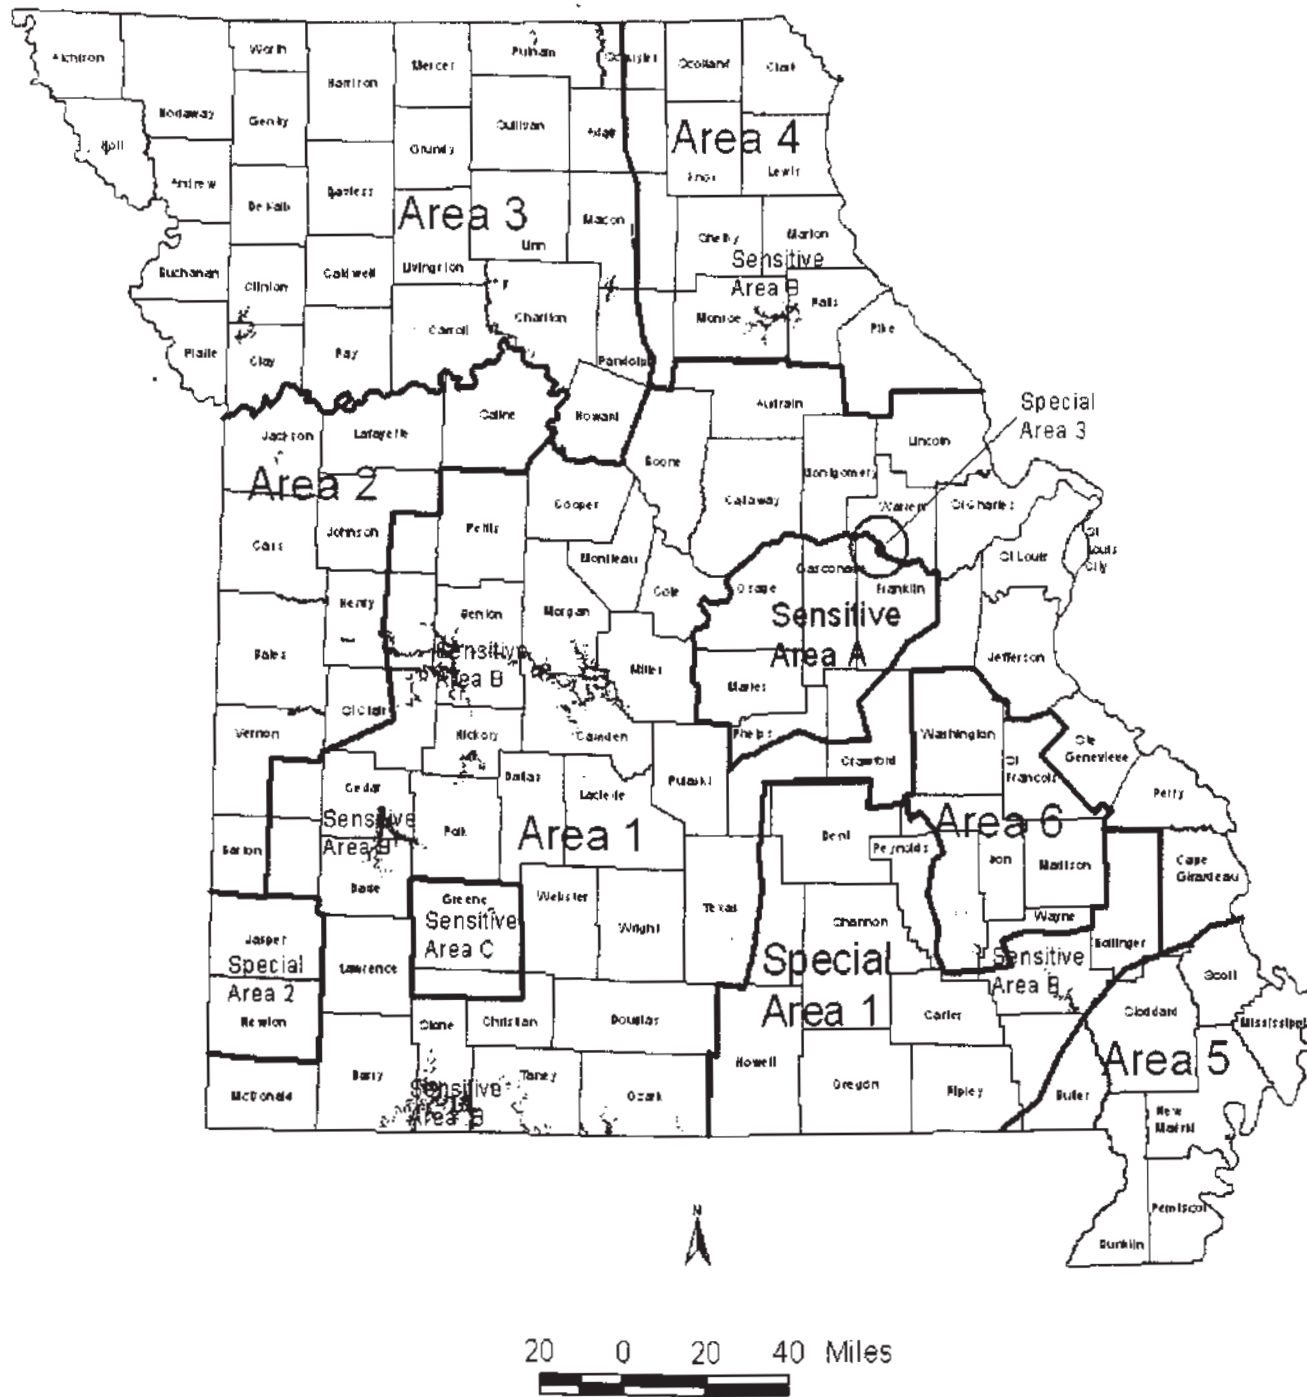 Worth
Putnam
Mercer
Scotland
Clark
Harrison
Nodaway
Gentry
Sullivan
Adair
Area 4
Holt
Grundy
Andrew
De Kalb
Daviess
Knox
Lewis
Area 3
Macon
Linn
Shelby
Marion
Sensitive
Area B
Buchanan
Clinton
Caldwell
Livingston
Chariton
Monroe
Ralls
Pike
Carroll
Platte
Clay
Ray
Randolph
Saline
Howard
Audrain
Special
Area 3
Jackson
Lafayette
Lincoln
Boone
Area 2
Montgomery
Callaway
Cooper
Warren
St Charles
Johnson
Pettis
Cass
Moniteau
St Louis
St
Louis
City
Gasconade
Franklin
Osage
Cole
Henry
Benton
Morgan
Sensitive
Area A
Bates
Sensitive
Area B
Miller
Maries
Jefferson
St Clair
Vernon
Hickory
Camden
Phelps
Washington
Ste
Genevieve
Crawford
St
Francois
Cedar
Dallas
Laclede
Pulaski
Perry
Sensitive
Area B
Polk
Area 1
Dent
Area 6
Barton
Reynolds
Iron
Madison
Cape
Girardeau
Dade
Greene
Webster
Texas
Sensitive
Area C
Wright
Shannon
Wayne
Bollinger
Jasper
Special
Area 2
Lawrence
Special
Area 1
Sensitive
Area B
Scott
Newton
Stone
Christian
Douglas
Carter
Stoddard
Mississippi
Howell
Area 5
McDonald
Barry
Sensitive
Area B
Taney
Ozark
Oregon
Ripley
Butler
New
Madrid
Pemiscot
Dunklin
N
20 0 20 40 Miles